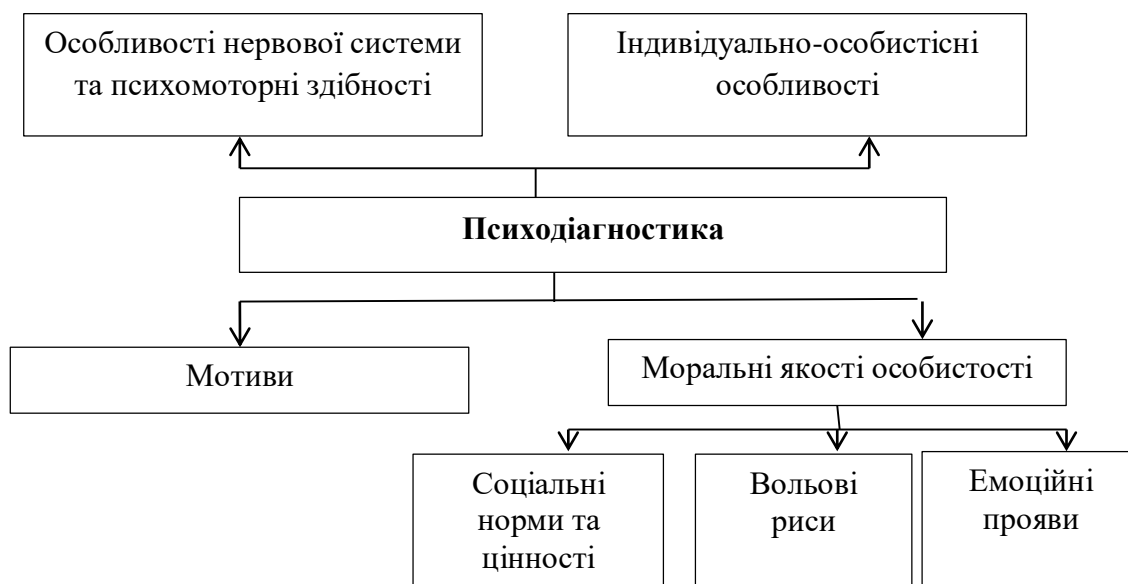 Особливості нервової системи
та психомоторні здібності
Індивідуально-особистісні
особливості
Психодіагностика
Мотиви
Моральні якості особистості
Соціальні
норми та
цінності
Вольові
риси
Емоційні
прояви